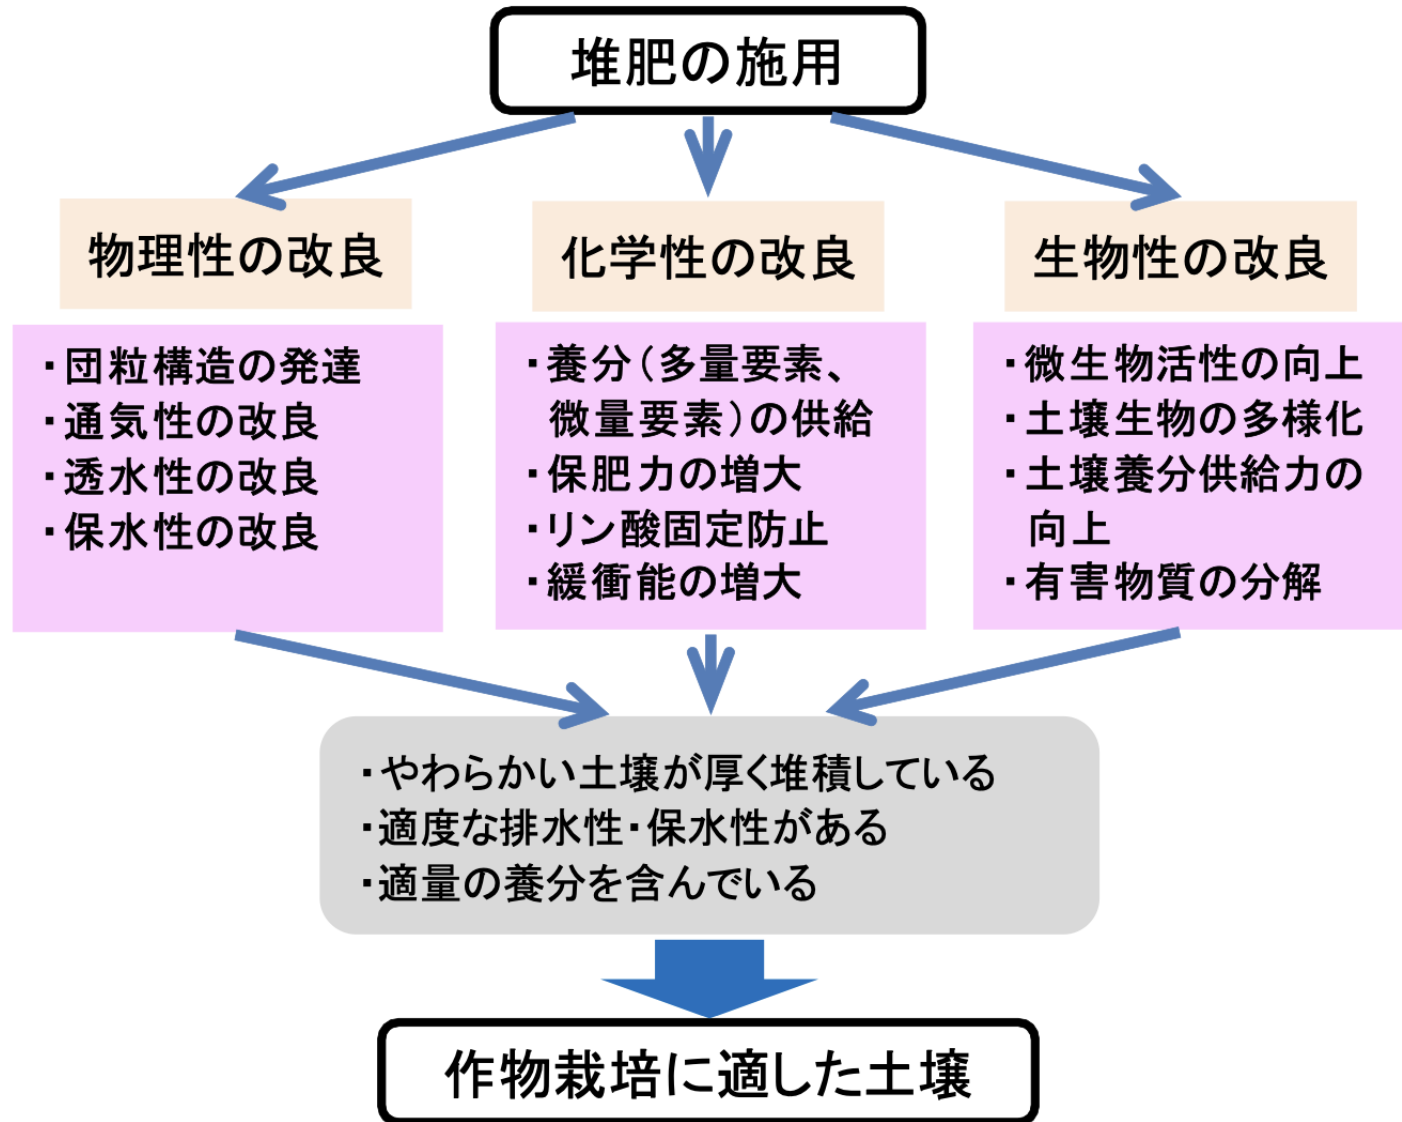 堆肥の施用
物理性の改良
・団粒構造の発達
・通気性の改良
・透水性の改良
・保水性の改良
化学性の改良
・養分(多量要素、
微量要素)の供給
・保肥力の増大
・リン酸固定防止
・緩衝能の増大
生物性の改良
・微生物活性の向上
・土壌生物の多様化
・土壌養分供給力の
向上
・有害物質の分解
・やわらかい土壌が厚く堆積している
・適度な排水性・保水性がある
・適量の養分を含んでいる
作物栽培に適した土壌